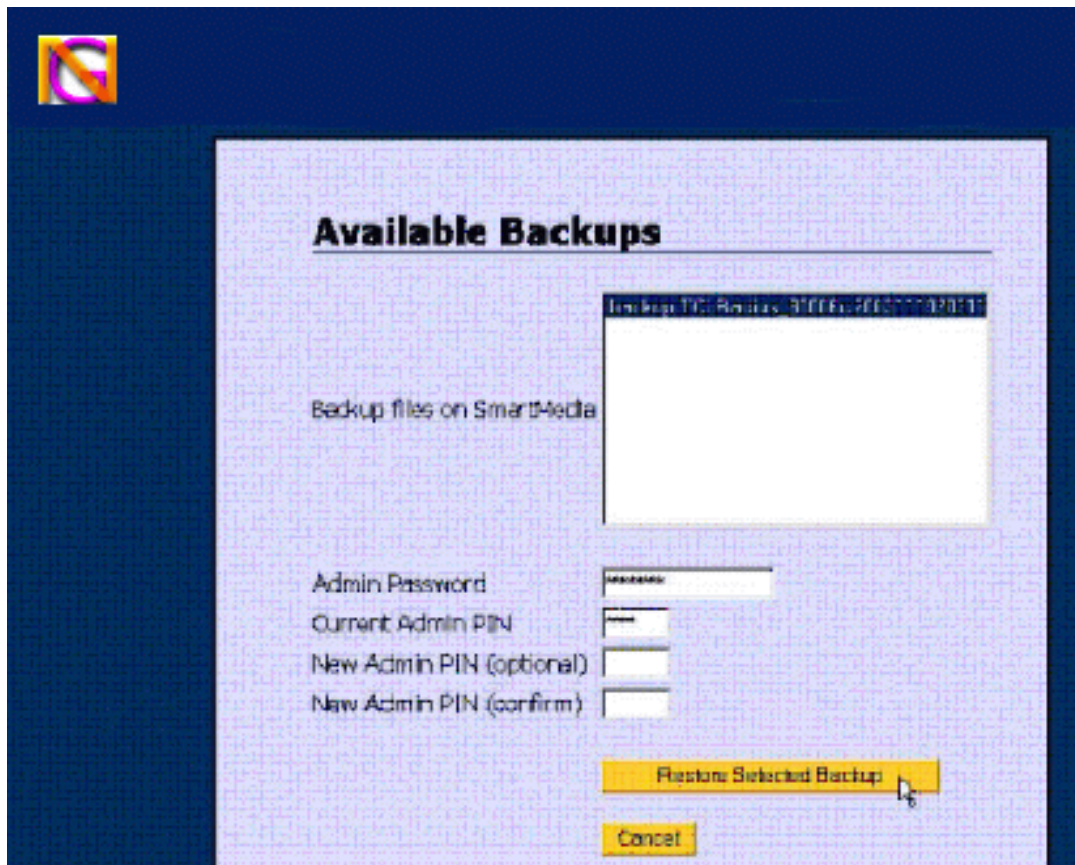 NG
Available Backups
Backup files on SmartMedia
Admin Password
Current Admin PIN
New Admin PIN (optional)
New Admin PIN (confirm)
Restore Selected Backup
Cancel